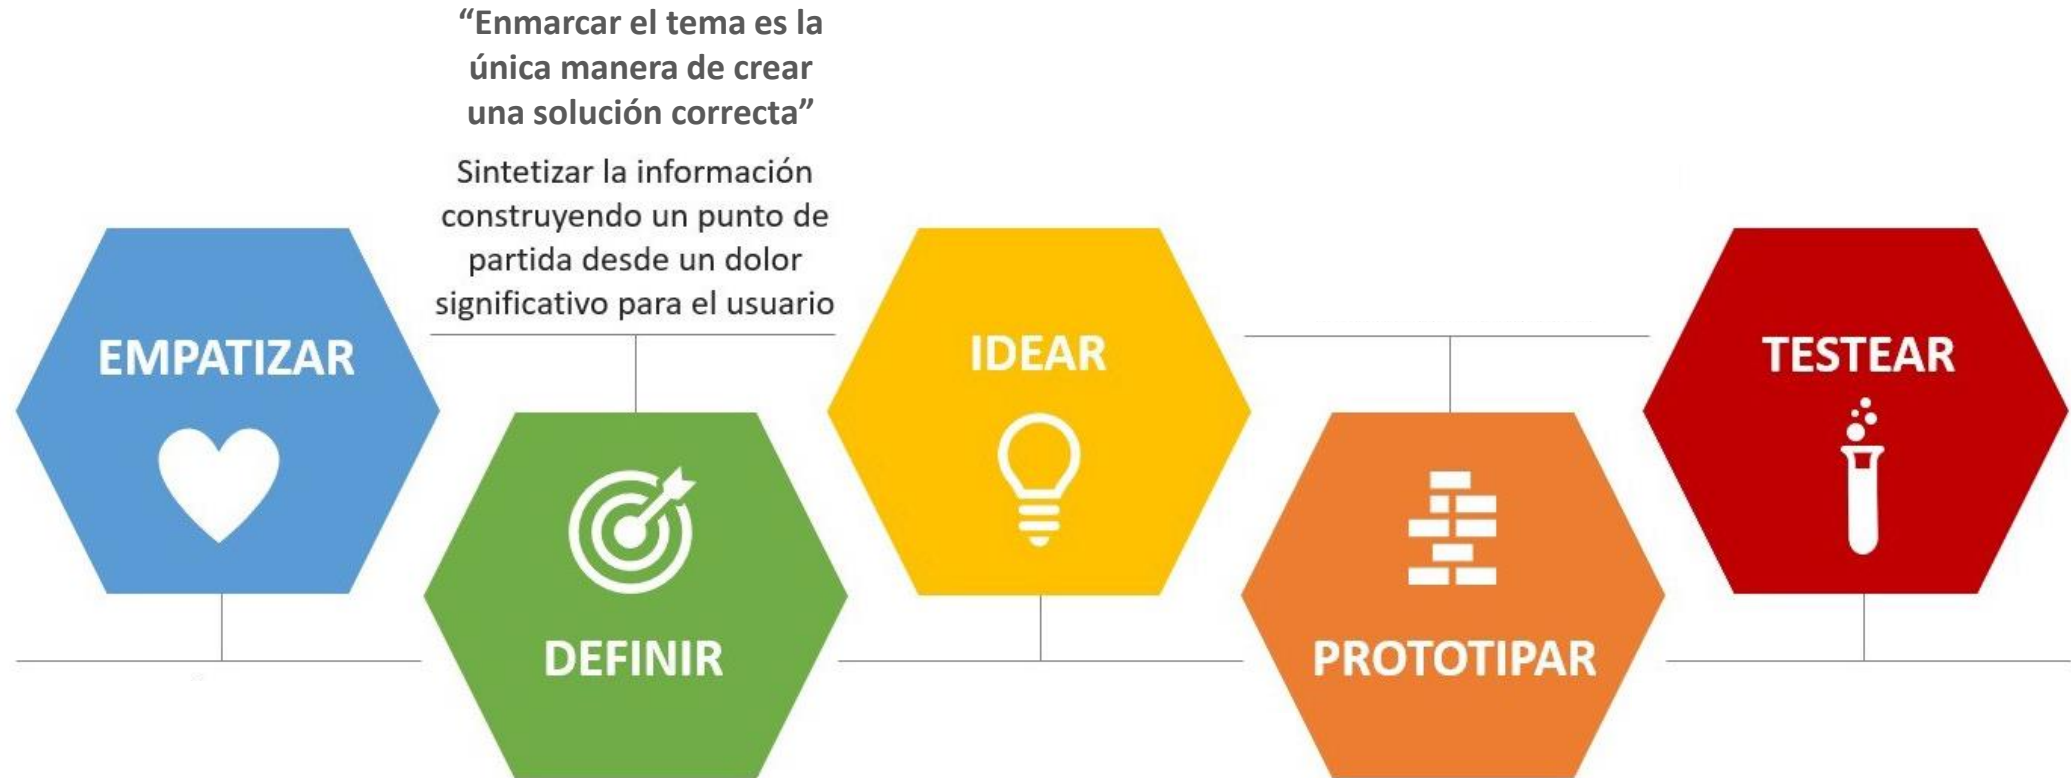 “Enmarcar el tema es la
única manera de crear
una solución correcta”
Sintetizar la información
construyendo un punto de
partida desde un dolor
significativo para el usuario
EMPATIZAR
DEFINIR
IDEAR
PROTOTIPAR
TESTEAR